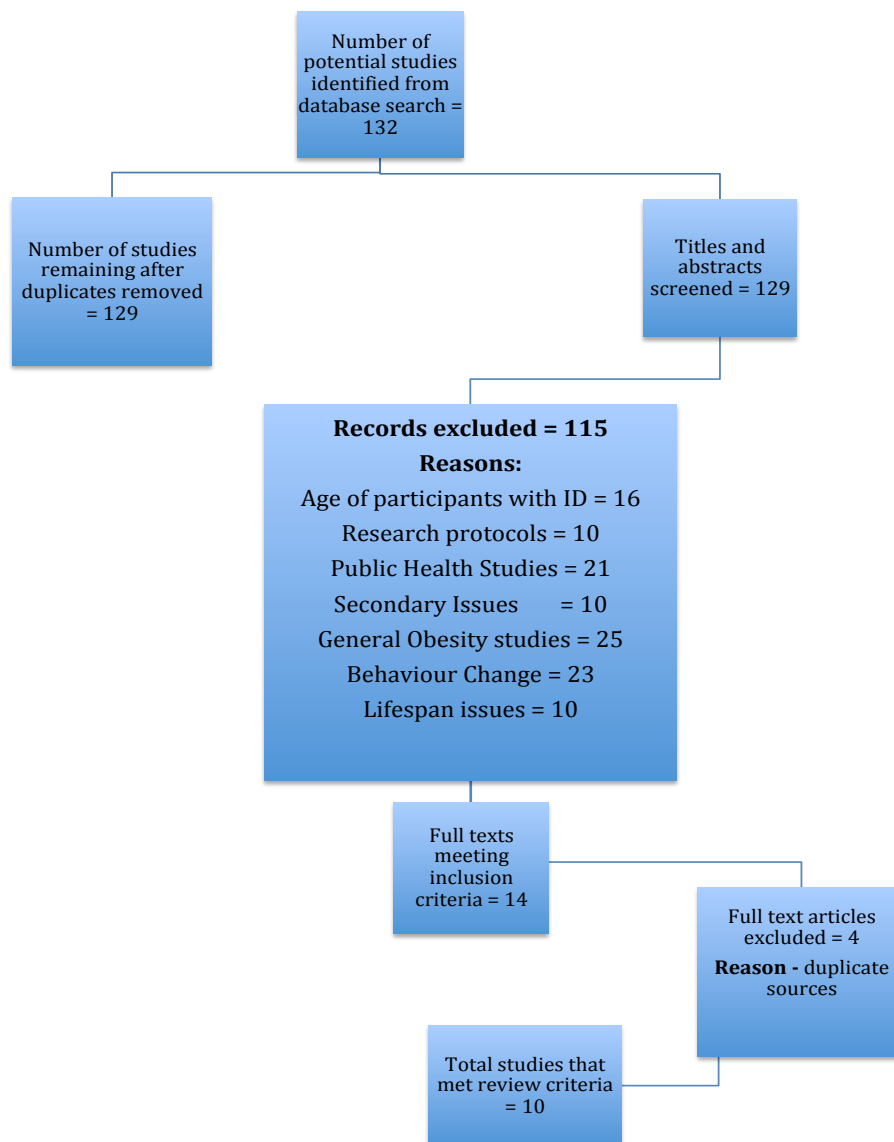 Number of
potential studies
identified from
database search =
132
Number of studies
remaining after
duplicates removed
= 129
Titles and
abstracts
screened = 129
Records excluded = 115
Reasons:
Age of participants with ID = 16
Research protocols = 10
Public Health Studies = 21
Secondary Issues = 10
General Obesity studies = 25
Behaviour Change = 23
Lifespan issues = 10
Full texts
meeting
inclusion
criteria = 14
Full text articles
excluded = 4
Reason - duplicate
sources
Total studies that
met review criteria
= 10